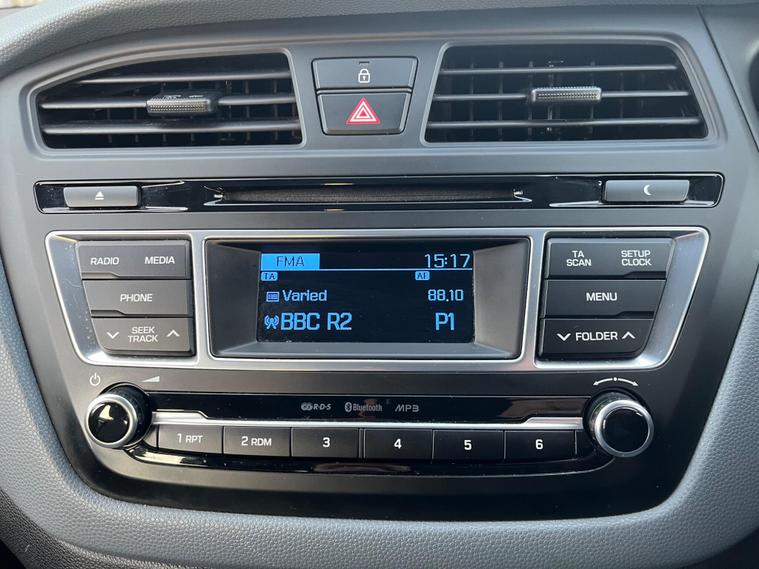 RADIO MEDIA
PHONE
SEEK
TRACK
FMA 15:17
TA AF
Varied 88.10
BBC R2 P1
TA
SCAN
SETUP
CLOCK
MENU
FOLDER
R·D·S Bluetooth MP3
1 RPT 2 RDM 3 4 5 6